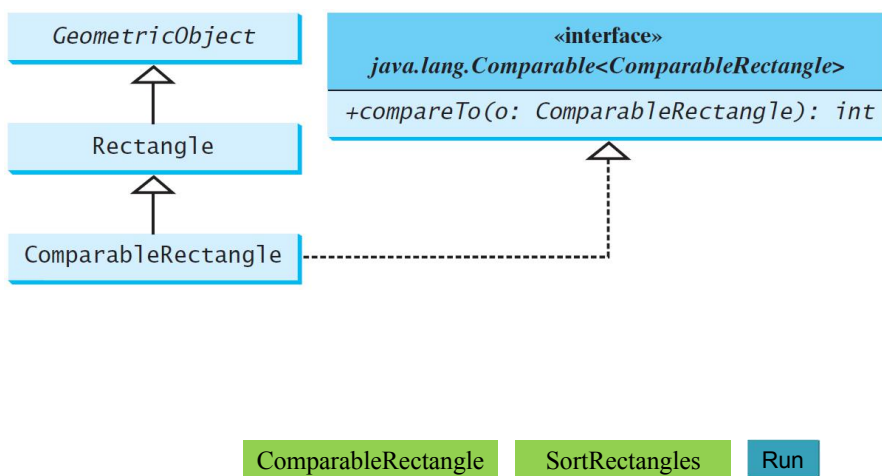 GeometricObject
«interface»
java.lang.Comparable<ComparableRectangle>
+compareTo(o: ComparableRectangle): int
Rectangle
ComparableRectangle
ComparableRectangle
SortRectangles
Run